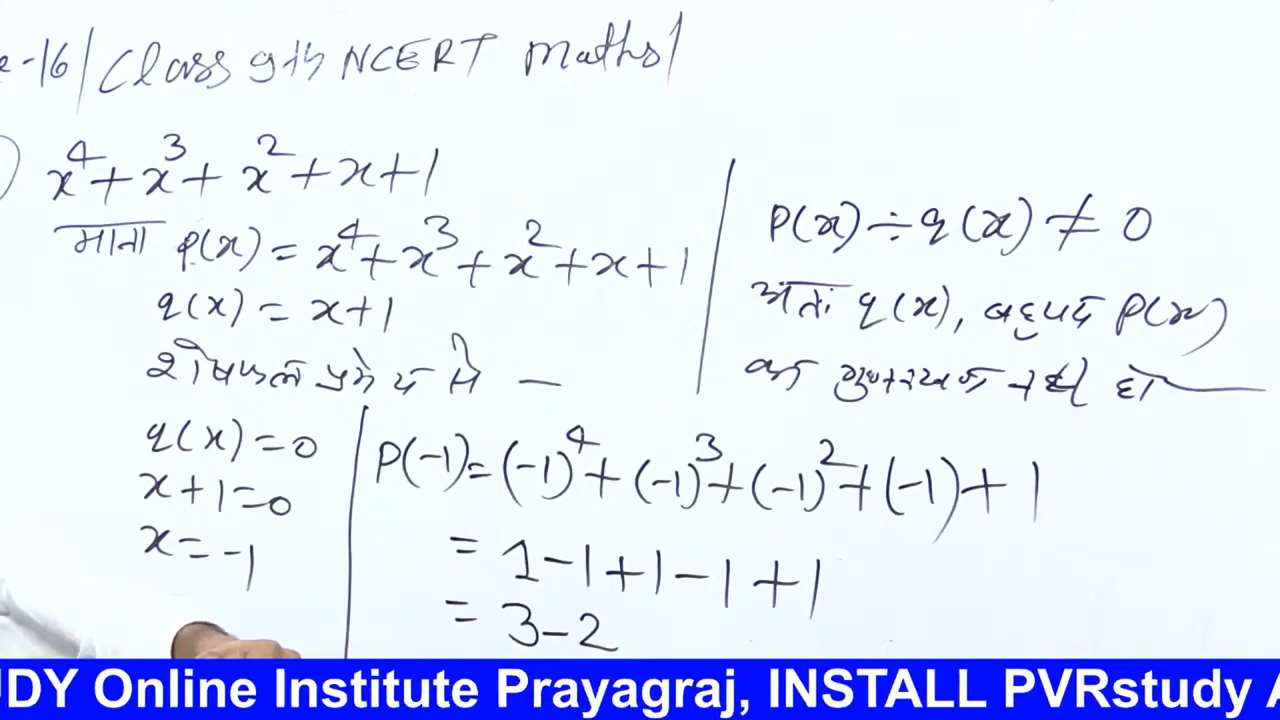 e-16/Class 9th NCERT Maths/
x⁴+x³+x²+x+1
माना p(x)=x⁴+x³+x²+x+1
q(x)=x+1
शेषफल प्रमेय से —
q(x)=0
x+1=0
x=-1
P(-1)=(-1)⁴+(-1)³+(-1)²+(-1)+1
=1-1+1-1+1
=3-2
P(x)÷q(x)≠0
अतः q(x), बहुपद P(x)
का गुणनखण्ड नहीं हो
UDY Online Institute Prayagraj, INSTALL PVRstudy A